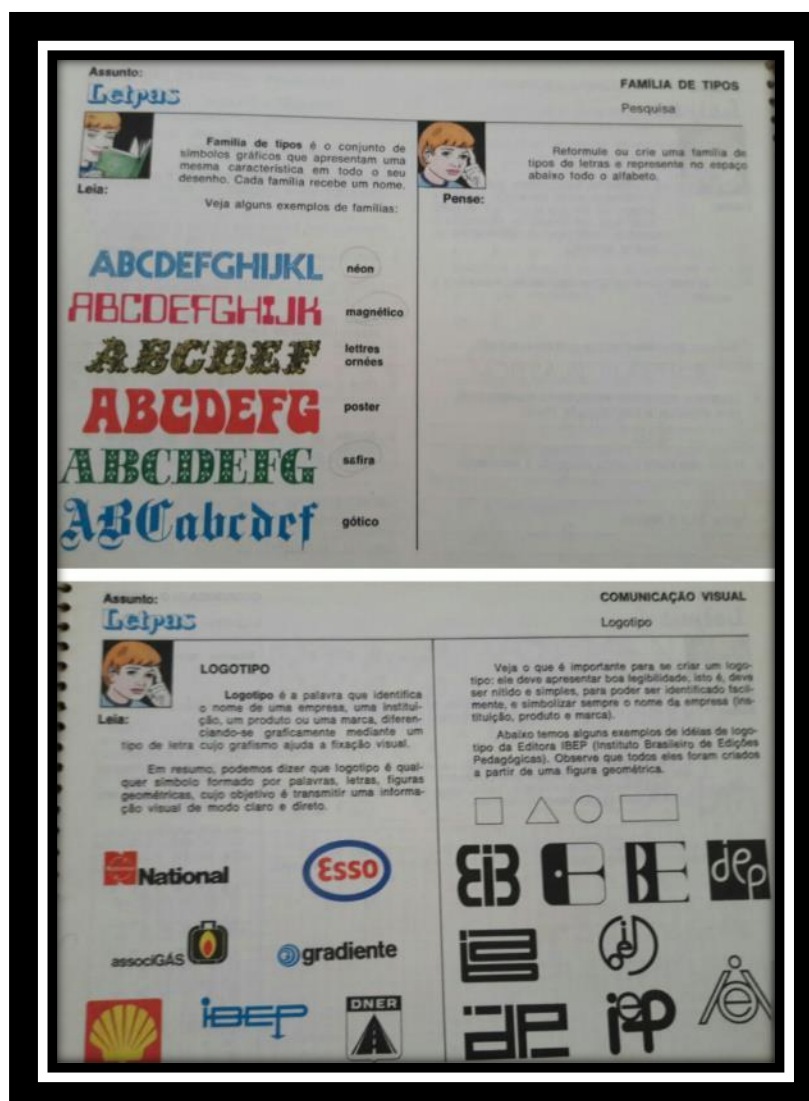 Assunto:
Letras
FAMÍLIA DE TIPOS
Pesquisa
Leia:
Família de tipos é o conjunto de
símbolos gráficos que apresentam uma
mesma característica em todo o seu
desenho. Cada família recebe um nome.
Veja alguns exemplos de famílias:
ABCDEFGHIJKL néon
ABCDEFGHIJK magnético
ABCDEF lettres
ornées
ABCDEFG poster
ABCDEFG safira
ABCabcdef gótico
Pense:
Reformule ou crie uma família de
tipos de letras e represente no espaço
abaixo todo o alfabeto.
Assunto:
Letras
COMUNICAÇÃO VISUAL
Logotipo
Leia:
LOGOTIPO
Logotipo é a palavra que identifica
o nome de uma empresa, uma institui-
ção, um produto ou uma marca, diferen-
ciando-se graficamente mediante um
tipo de letra cujo grafismo ajuda a fixação visual.
Em resumo, podemos dizer que logotipo é qual-
quer símbolo formado por palavras, letras, figuras
geométricas, cujo objetivo é transmitir uma informa-
ção visual de modo claro e direto.
National
Esso
associGÁS
gradiente
iBEP
DNER
Veja o que é importante para se criar um logo-
tipo: ele deve apresentar boa legibilidade, isto é, deve
ser nítido e simples, para poder ser identificado facil-
mente, e simbolizar sempre o nome da empresa (ins-
tituição, produto e marca).
Abaixo temos alguns exemplos de idéias de logo-
tipo da Editora IBEP (Instituto Brasileiro de Edições
Pedagógicas). Observe que todos eles foram criados
a partir de uma figura geométrica.